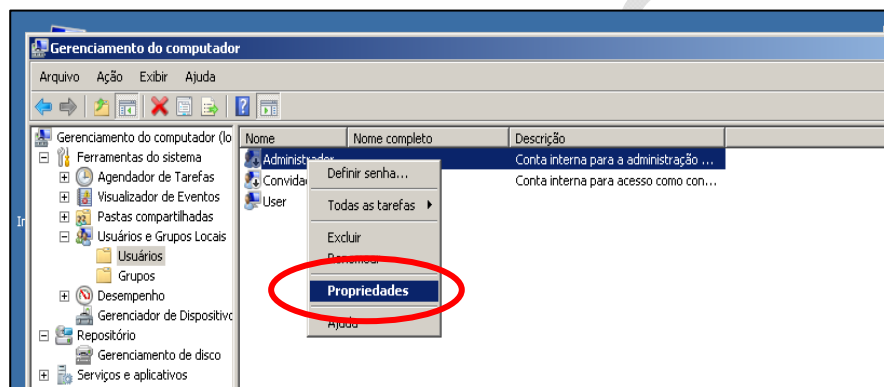 Gerenciamento do computador
Arquivo Ação Exibir Ajuda
Gerenciamento do computador (lo
Ferramentas do sistema
Agendador de Tarefas
Visualizador de Eventos
Pastas compartilhadas
Usuários e Grupos Locais
Usuários
Grupos
Desempenho
Gerenciador de Dispositivo
Repositório
Gerenciamento de disco
Serviços e aplicativos
Nome Nome completo Descrição
Administrador Conta interna para a administração ...
Convida Conta interna para acesso como con...
User
Definir senha...
Todas as tarefas
Excluir
Renomear
Propriedades
Ajuda
In